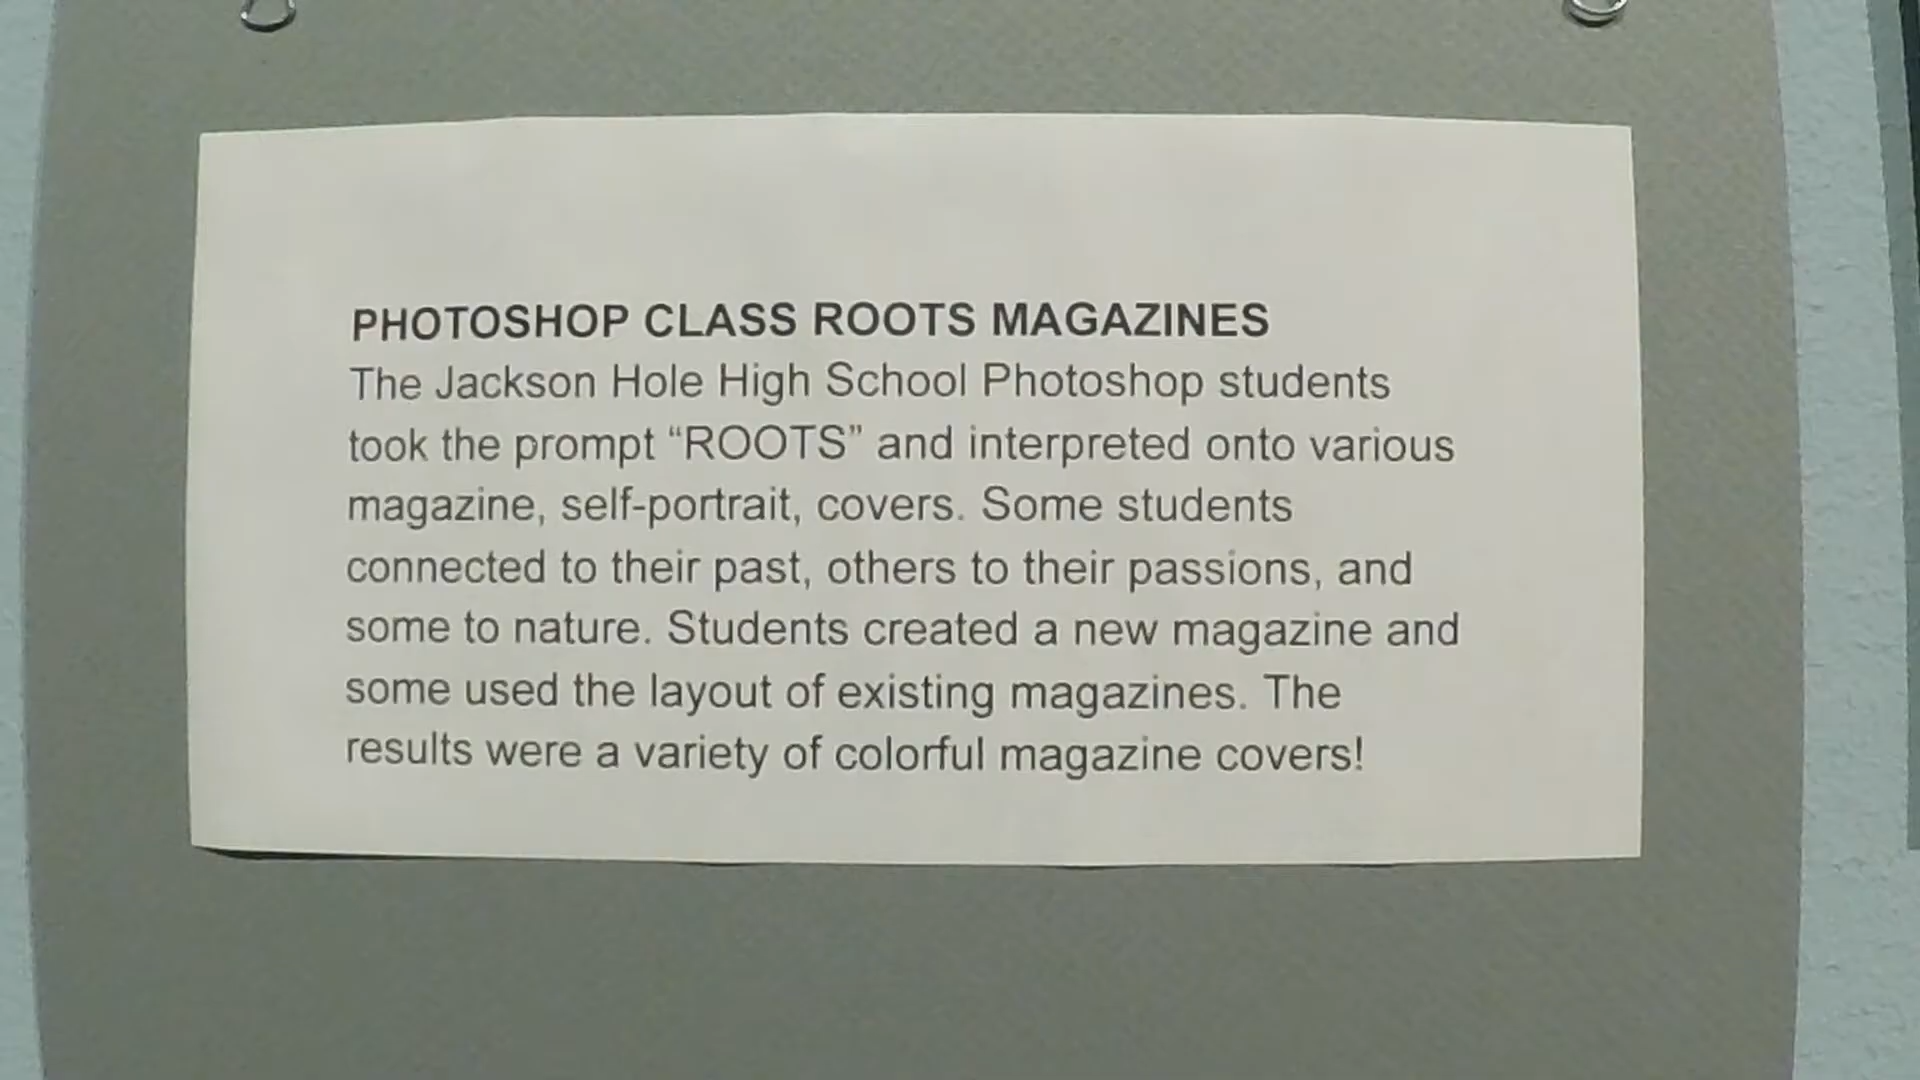 PHOTOSHOP CLASS ROOTS MAGAZINES
The Jackson Hole High School Photoshop students
took the prompt “ROOTS” and interpreted onto various
magazine, self-portrait, covers. Some students
connected to their past, others to their passions, and
some to nature. Students created a new magazine and
some used the layout of existing magazines. The
results were a variety of colorful magazine covers!